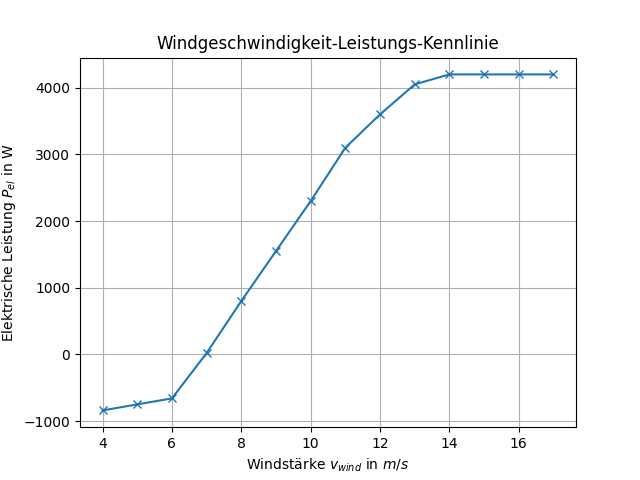 Windgeschwindigkeit-Leistungs-Kennlinie
Elektrische Leistung P_el in W
4000
3000
2000
1000
0
−1000
4 6 8 10 12 14 16
Windstärke v_wind in m/s